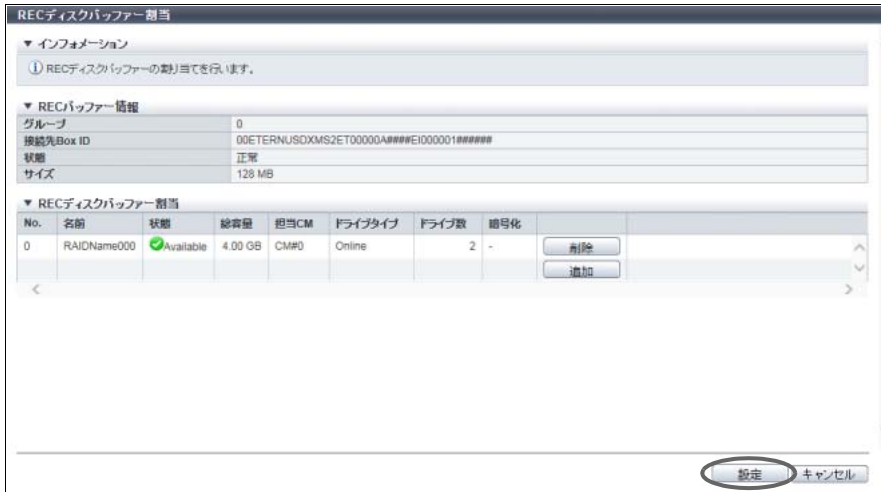 RECディスクバッファー割当
▼ インフォメーション
RECディスクバッファーの割り当てを行います。
▼ RECバッファー情報
グループ 0
接続先Box ID 00ETERNUSDXMS2ET00000A####EI000001######
状態 正常
サイズ 128 MB
▼ RECディスクバッファー割当
No. 名前 状態 総容量 担当CM ドライブタイプ ドライブ数 暗号化
0 RAIDName000 Available 4.00 GB CM#0 Online 2 - 削除
追加
設定 キャンセル